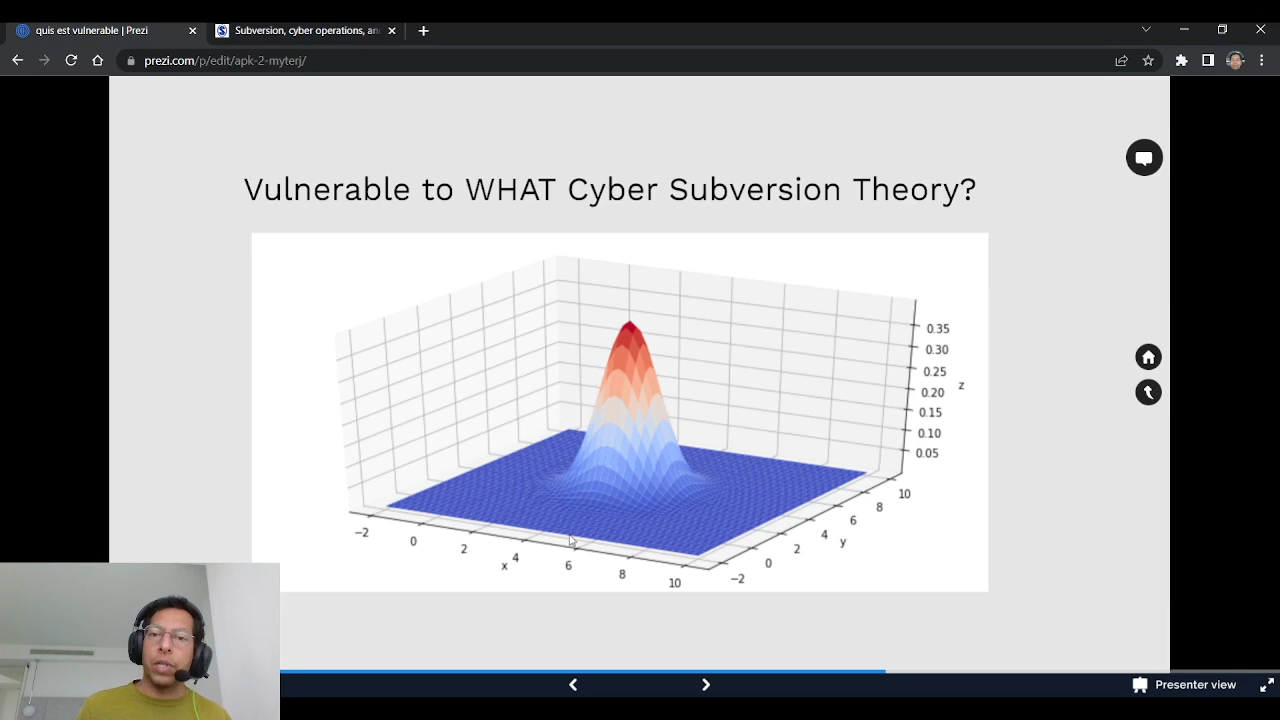 quis est vulnerable | Prezi
Subversion, cyber operations, an
prezi.com/p/edit/apk-2-myterj/
Vulnerable to WHAT Cyber Subversion Theory?
0.35
0.30
0.25
0.20
0.15
0.10
0.05
z
−2
0
2
4
6
8
10
x
−2
0
2
4
6
8
10
y
Presenter view